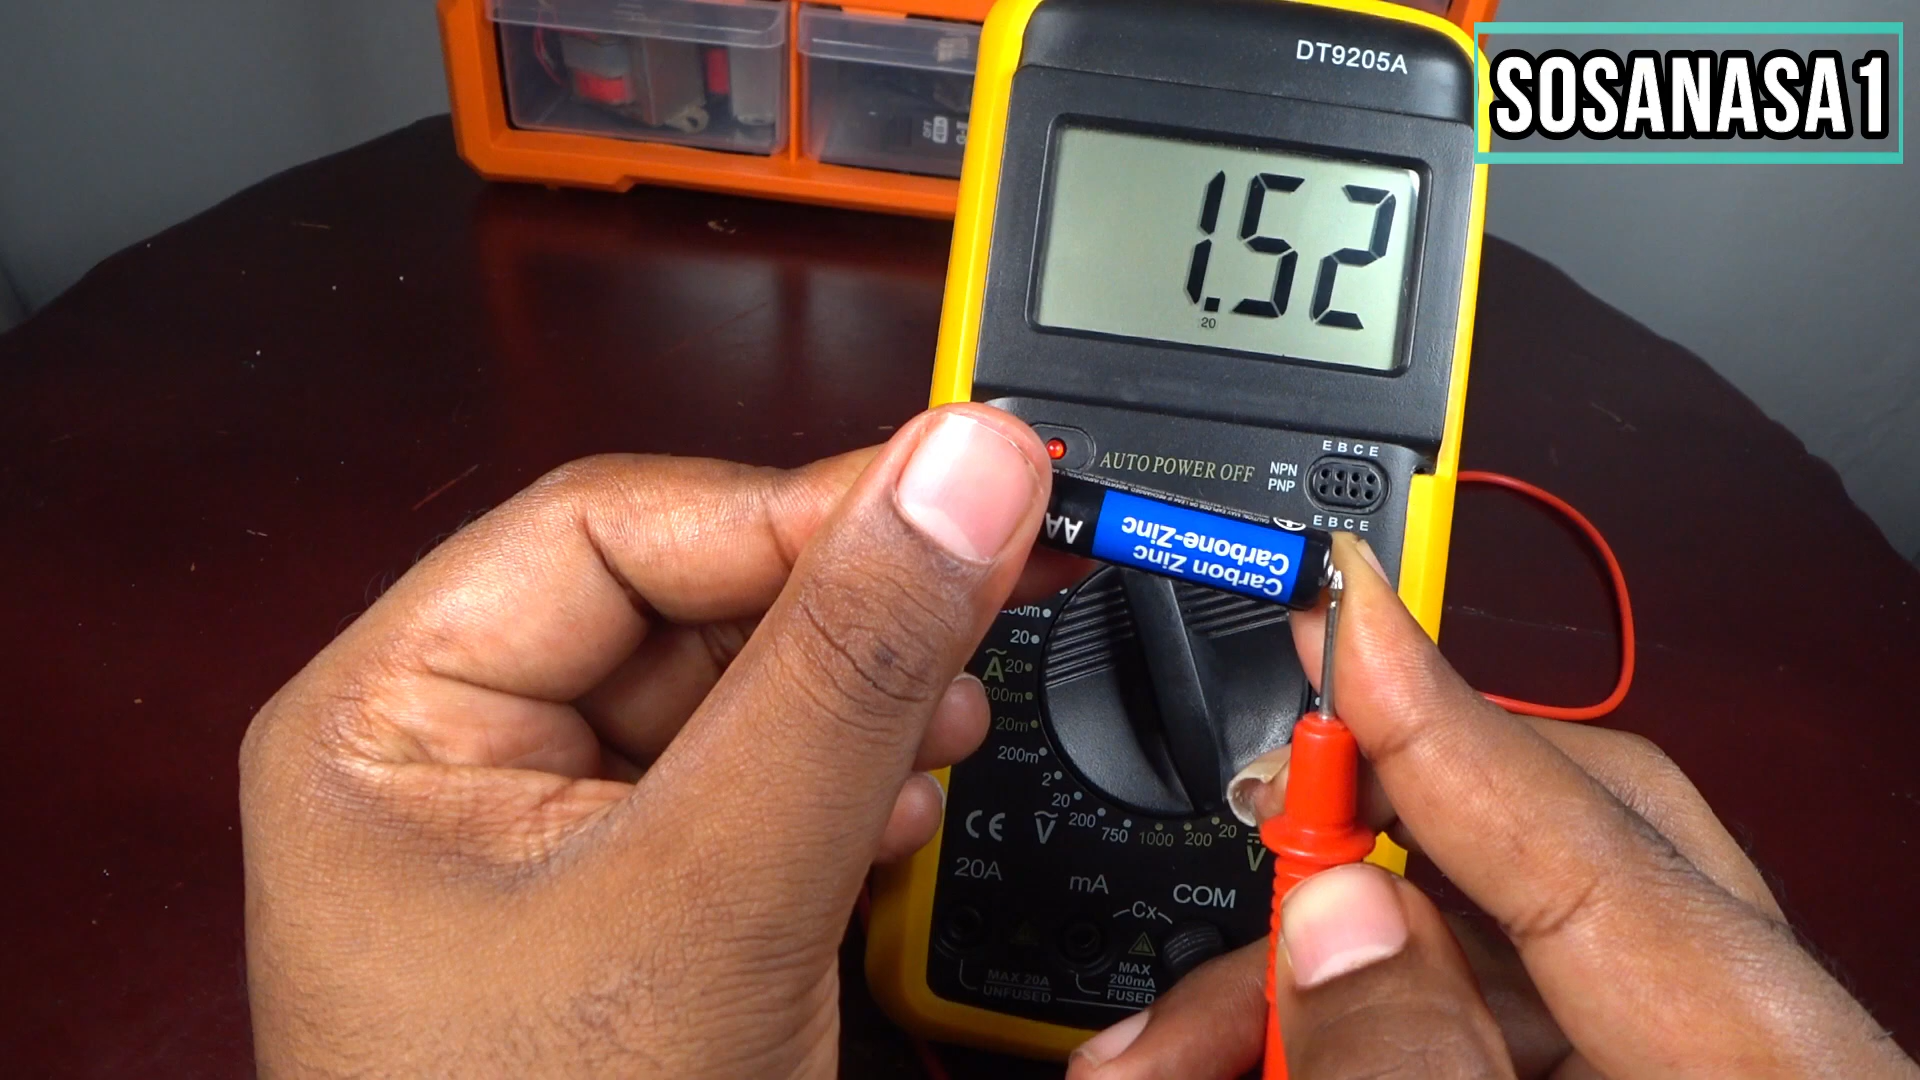 DT9205A
SOSANASA1
1.52
20
AUTO POWER OFF
NPN
PNP
E B C E
E B C E
AA
Carbon Zinc
Carbone-Zinc
20
A
20
200m
20m
200m
2
20
200
750
1000
200
20
V
V
CE
20A
mA
COM
Cx
MAX 20A
UNFUSED
MAX
200mA
FUSED